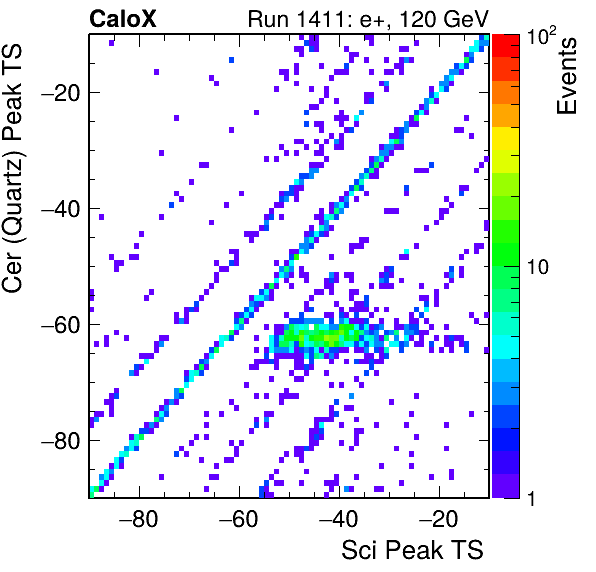 CaloX Run 1411: e+, 120 GeV
Cer (Quartz) Peak TS
−20
−40
−60
−80
−80 −60 −40 −20
Sci Peak TS
10²
10
1
Events